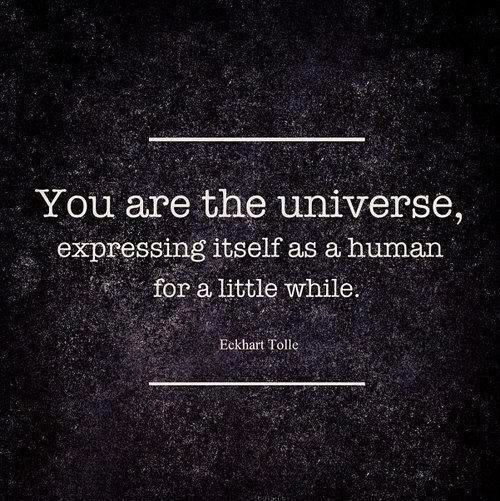 You are the universe,
expressing itself as a human
for a little while.
Eckhart Tolle